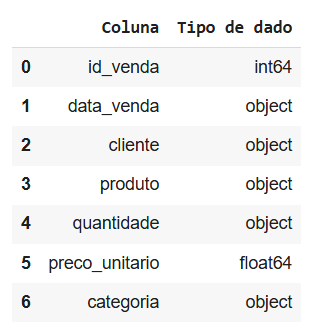 Coluna Tipo de dado
0 id_venda int64
1 data_venda object
2 cliente object
3 produto object
4 quantidade object
5 preco_unitario float64
6 categoria object